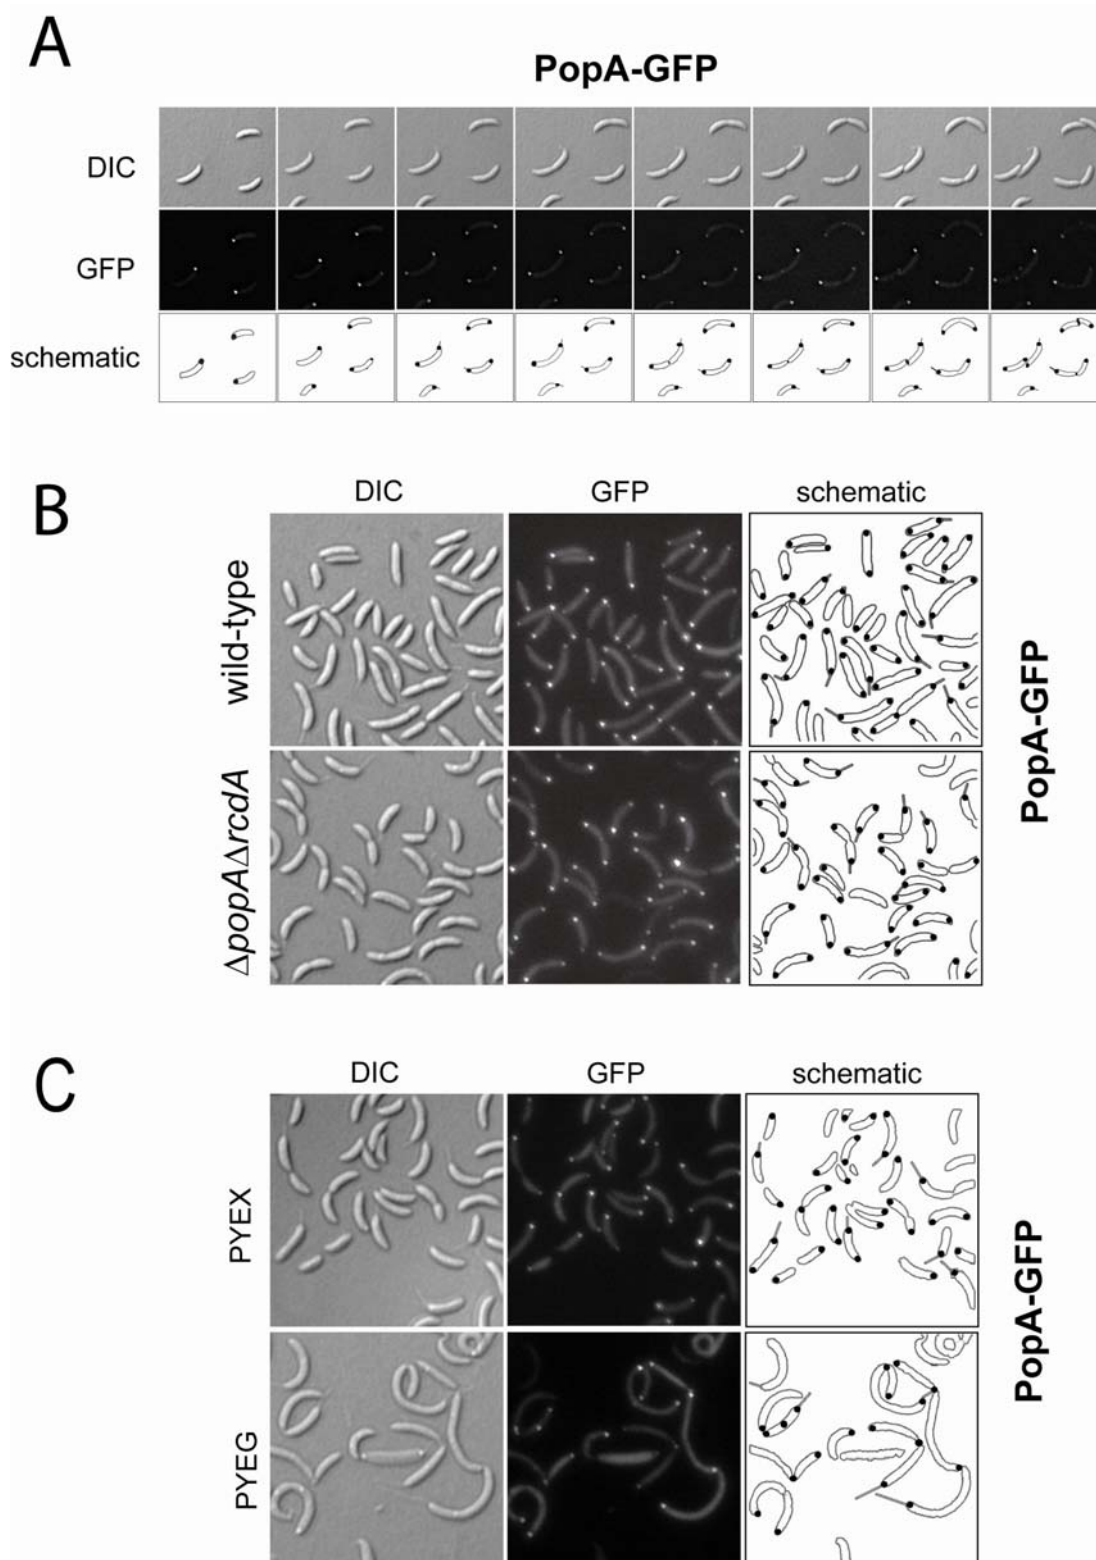 A
PopA-GFP
DIC
GFP
schematic
B
DIC
GFP
schematic
wild-type
ΔpopAΔrcdA
PopA-GFP
C
DIC
GFP
schematic
PYEX
PYEG
PopA-GFP